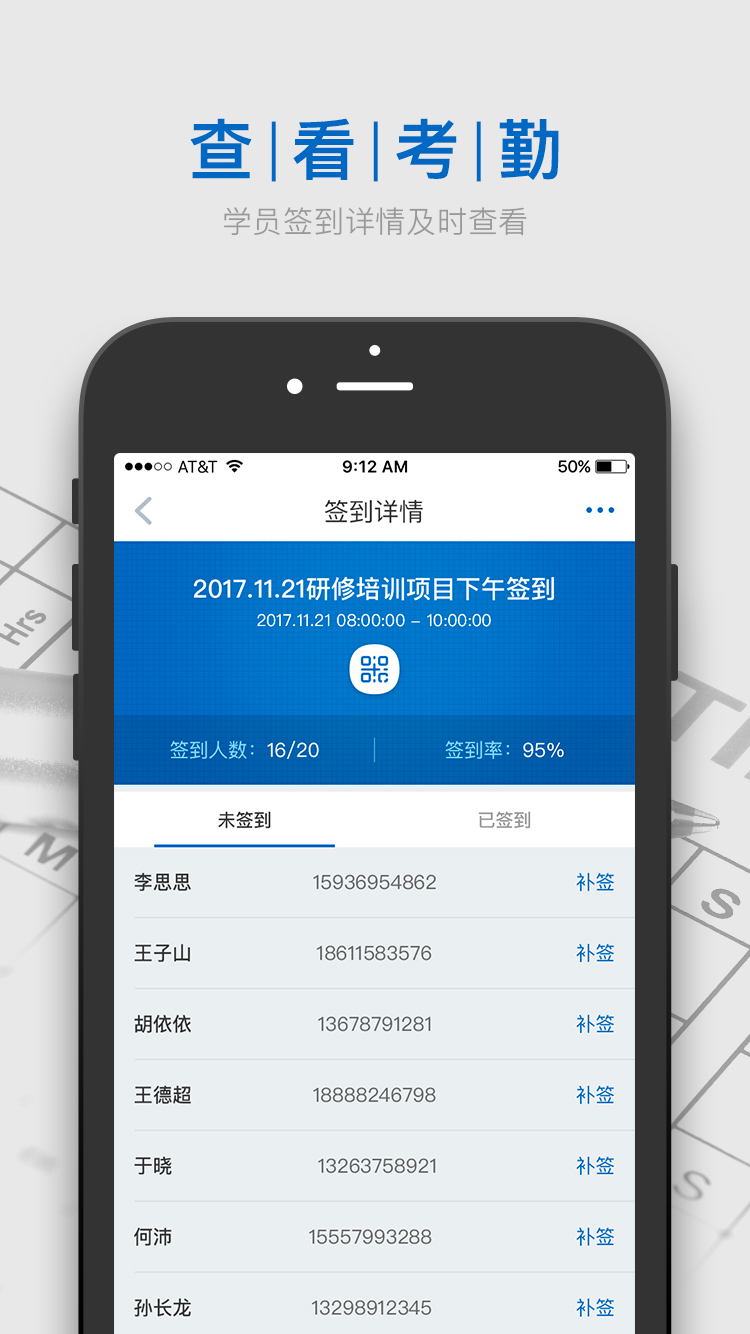 查看考勤
学员签到详情及时查看
AT&T 9:12 AM 50%
签到详情
2017.11.21研修培训项目下午签到
2017.11.21 08:00:00 – 10:00:00
签到人数：16/20 签到率：95%
未签到 已签到
李思思 15936954862 补签
王子山 18611583576 补签
胡依依 13678791281 补签
王德超 18888246798 补签
于晓 13263758921 补签
何沛 15557993288 补签
孙长龙 13298912345 补签
Hrs
TI
M
S
S